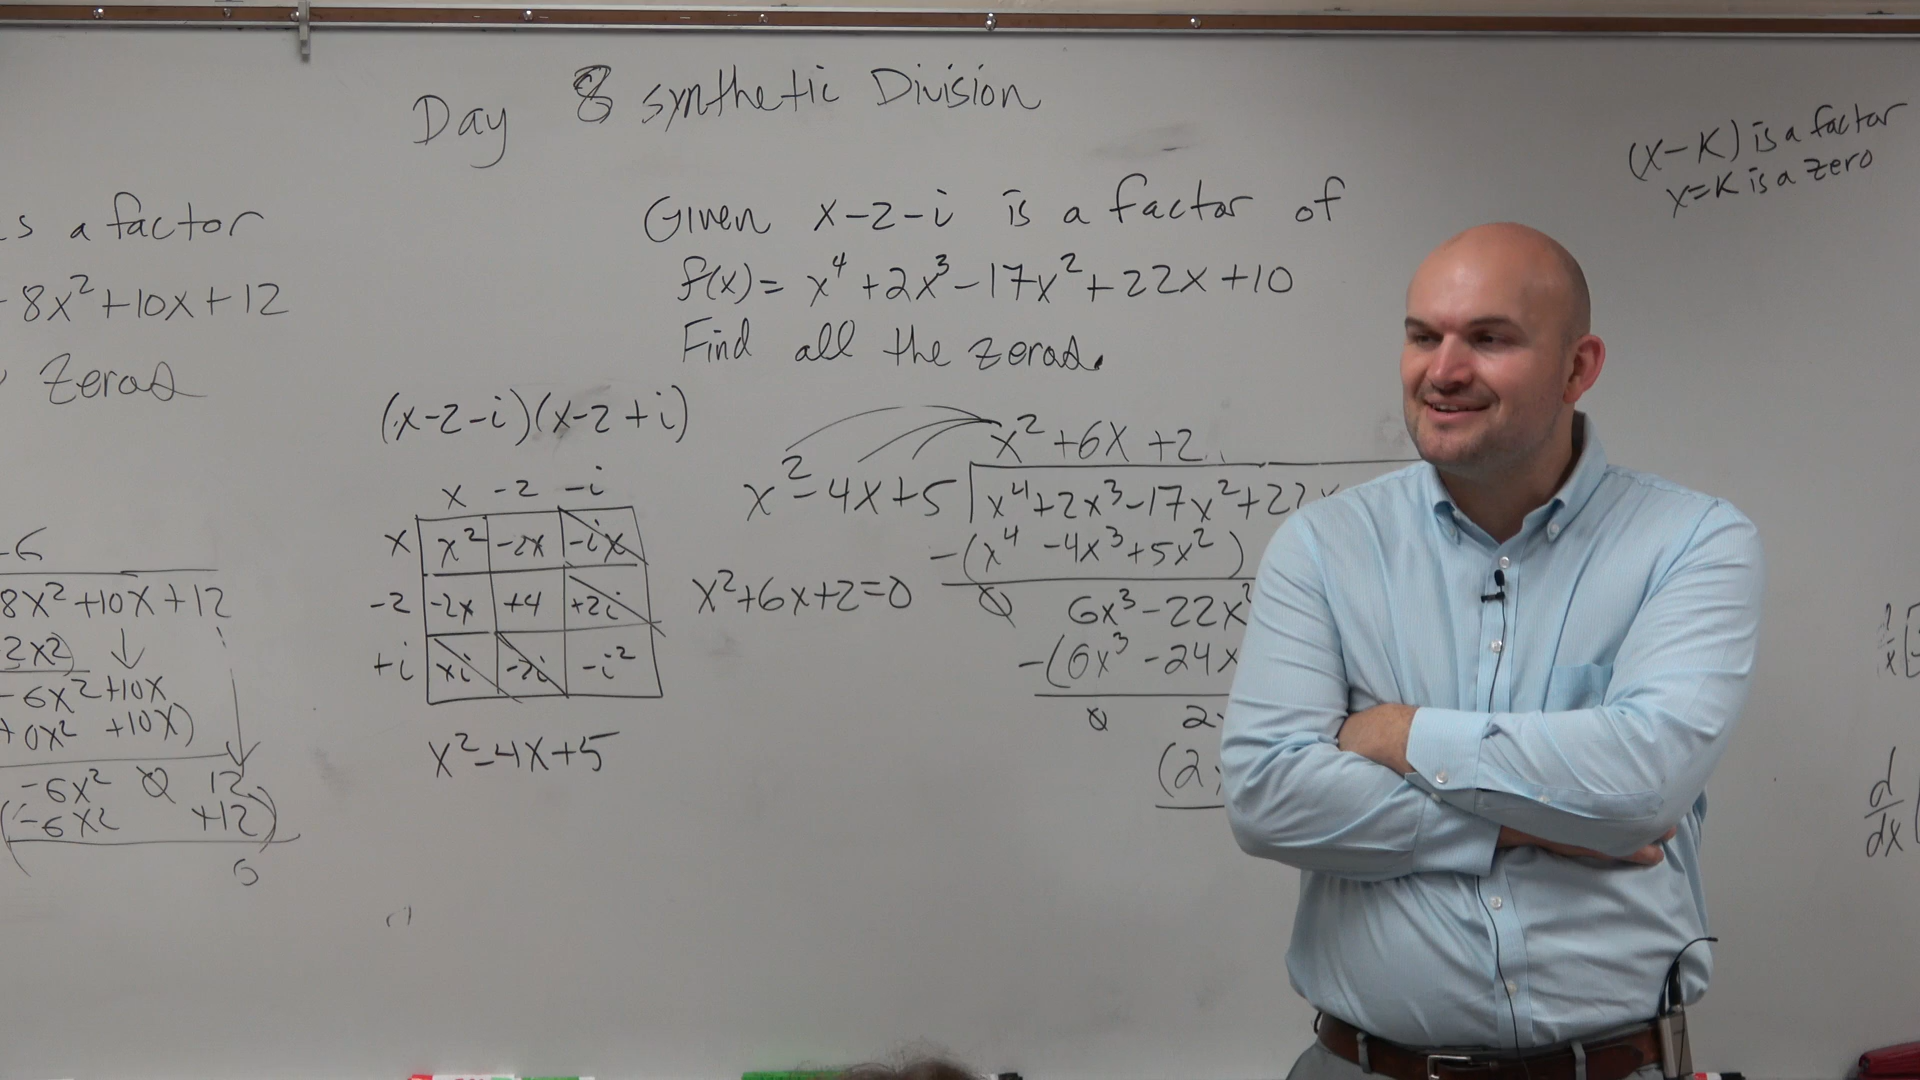 Day 8 synthetic Division
(x-K) is a factor
x=K is a zero
Given x-2-i is a factor of
f(x)= x⁴+2x³-17x²+22x+10
Find all the zeros.
is a factor
8x²+10x+12
Zeros
(x-2-i)(x-2+i)
x -2 -i
x x² -2x -ix
-2 -2x +4 +2i
+i xi -2i -i²
x²-4x+5
x²+6x+2=0
x²+6x+2
x²-4x+5 x⁴+2x³-17x²+22x
-(x⁴ -4x³+5x²)
0 6x³-22x²
-(6x³-24x
0 2x
(2x
-6
8x²+10x+12
2x²)
-6x²+10x
+0x² +10x)
-6x² 0 12
(-6x² +12)
0
d
dx